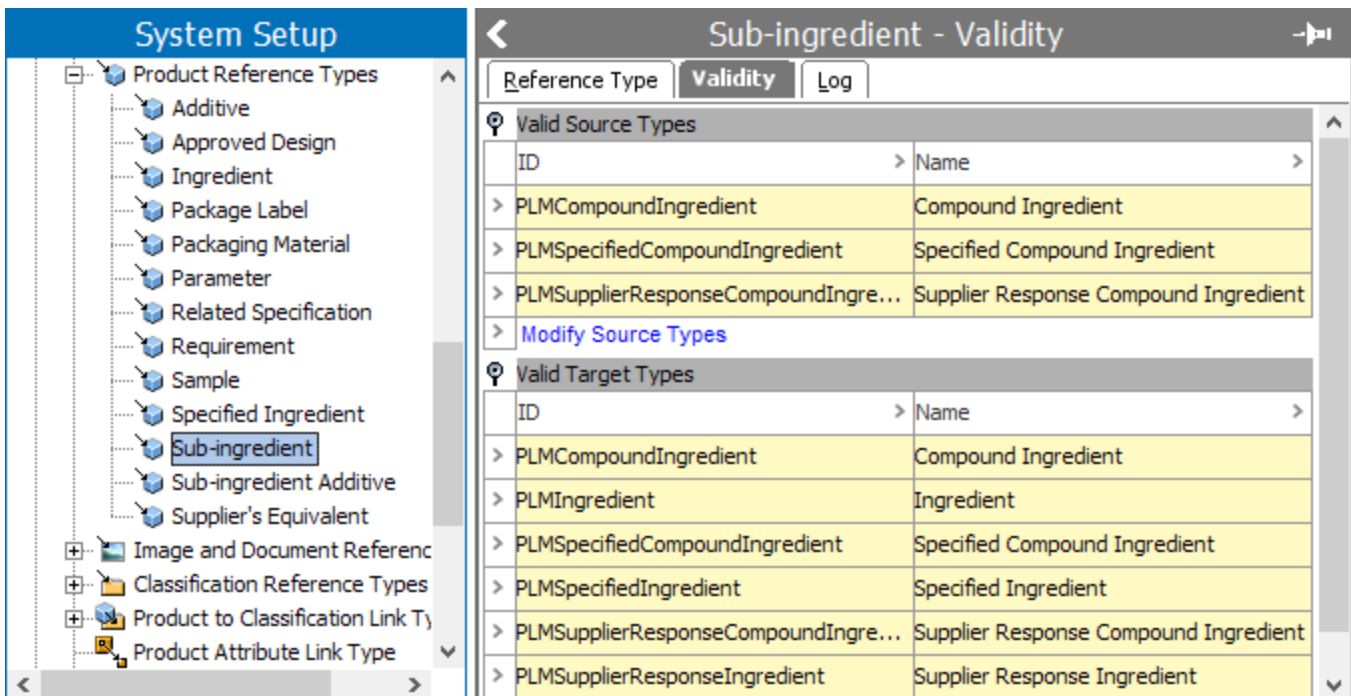 System Setup
Product Reference Types
Additive
Approved Design
Ingredient
Package Label
Packaging Material
Parameter
Related Specification
Requirement
Sample
Specified Ingredient
Sub-ingredient
Sub-ingredient Additive
Supplier's Equivalent
Image and Document Referenc
Classification Reference Types
Product to Classification Link Ty
Product Attribute Link Type
Sub-ingredient - Validity
Reference Type Validity Log
Valid Source Types
ID > Name >
> PLMCompoundIngredient Compound Ingredient
> PLMSpecifiedCompoundIngredient Specified Compound Ingredient
> PLMSupplierResponseCompoundIngre... Supplier Response Compound Ingredient
> Modify Source Types
Valid Target Types
ID > Name >
> PLMCompoundIngredient Compound Ingredient
> PLMIngredient Ingredient
> PLMSpecifiedCompoundIngredient Specified Compound Ingredient
> PLMSpecifiedIngredient Specified Ingredient
> PLMSupplierResponseCompoundIngre... Supplier Response Compound Ingredient
> PLMSupplierResponseIngredient Supplier Response Ingredient